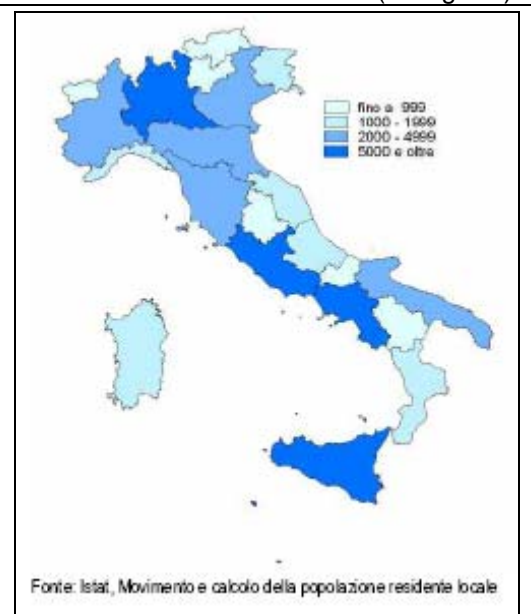 fino a 999
1000 - 1999
2000 - 4999
5000 e oltre
Fonte: Istat, Movimento e calcolo della popolazione residente locale